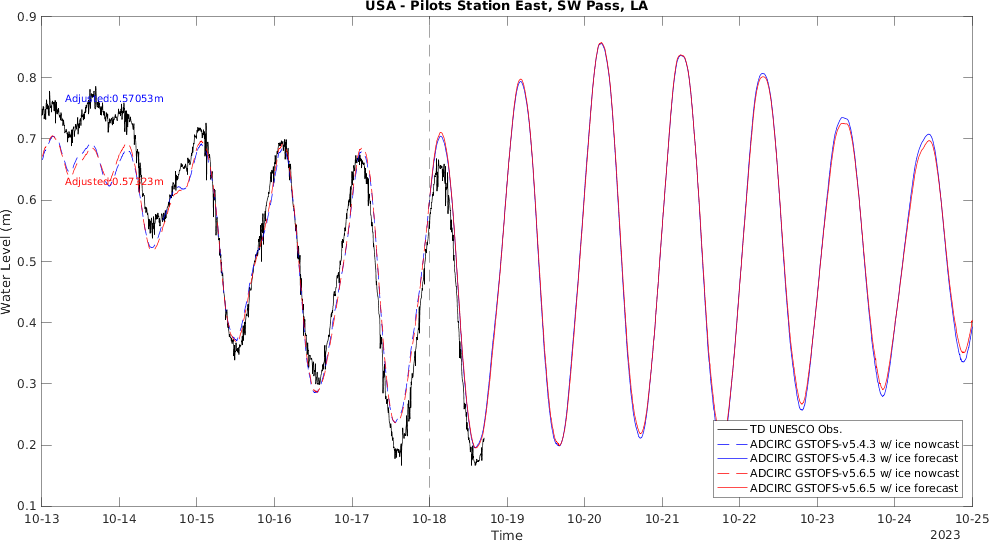 USA - Pilots Station East, SW Pass, LA
0.9
0.8
0.7
0.6
0.5
0.4
0.3
0.2
0.1
Water Level (m)
Adjusted:0.57053m
Adjusted:0.57323m
TD UNESCO Obs.
ADCIRC GSTOFS-v5.4.3 w/ ice nowcast
ADCIRC GSTOFS-v5.4.3 w/ ice forecast
ADCIRC GSTOFS-v5.6.5 w/ ice nowcast
ADCIRC GSTOFS-v5.6.5 w/ ice forecast
10-13 10-14 10-15 10-16 10-17 10-18 10-19 10-20 10-21 10-22 10-23 10-24 10-25
Time
2023